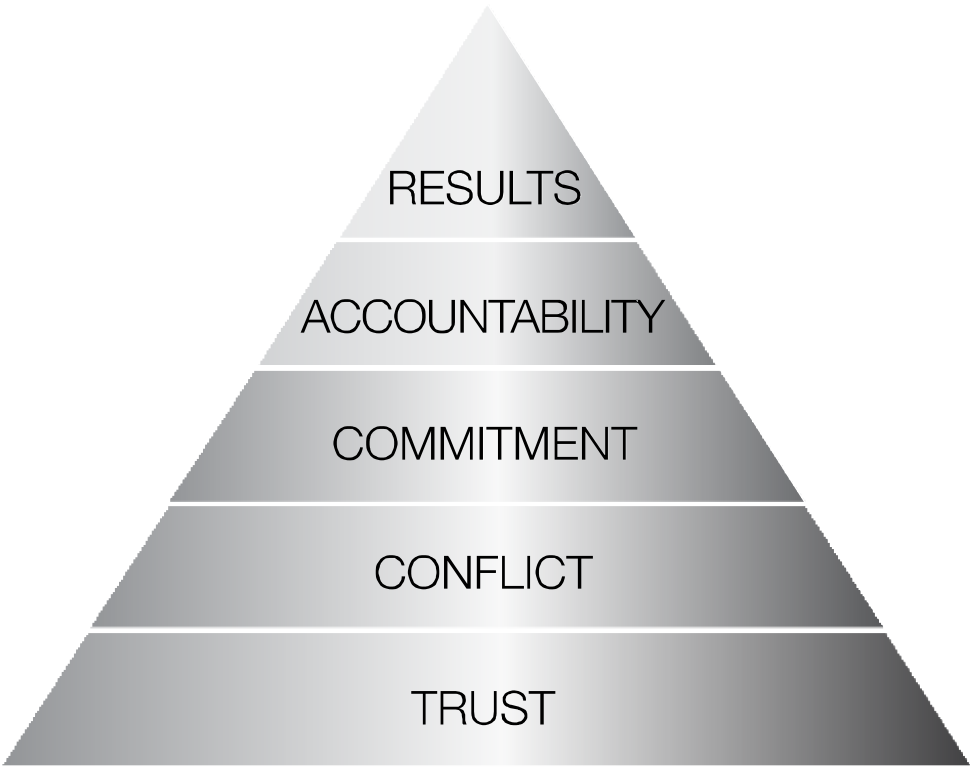 RESULTS
ACCOUNTABILITY
COMMITMENT
CONFLICT
TRUST